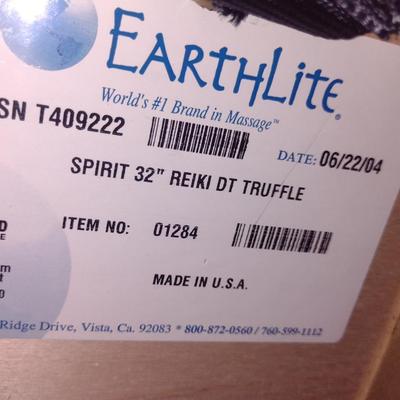 EARTHLITE®
World's #1 Brand in Massage™
SN T409222
DATE: 06/22/04
SPIRIT 32" REIKI DT TRUFFLE
ITEM NO: 01284
MADE IN U.S.A.
Ridge Drive, Vista, Ca. 92083 * 800-872-0560 / 760-599-1112